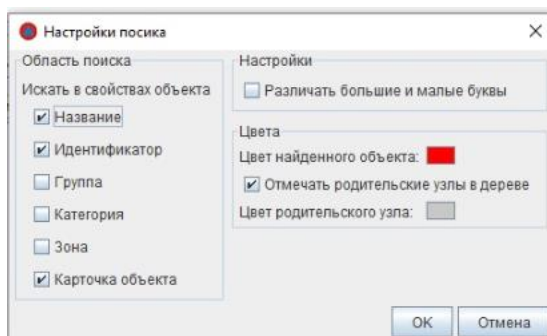 Настройки посика
Область поиска
Искать в свойствах объекта
Название
Идентификатор
Группа
Категория
Зона
Карточка объекта
Настройки
Различать большие и малые буквы
Цвета
Цвет найденного объекта:
Отмечать родительские узлы в дереве
Цвет родительского узла:
OK
Отмена